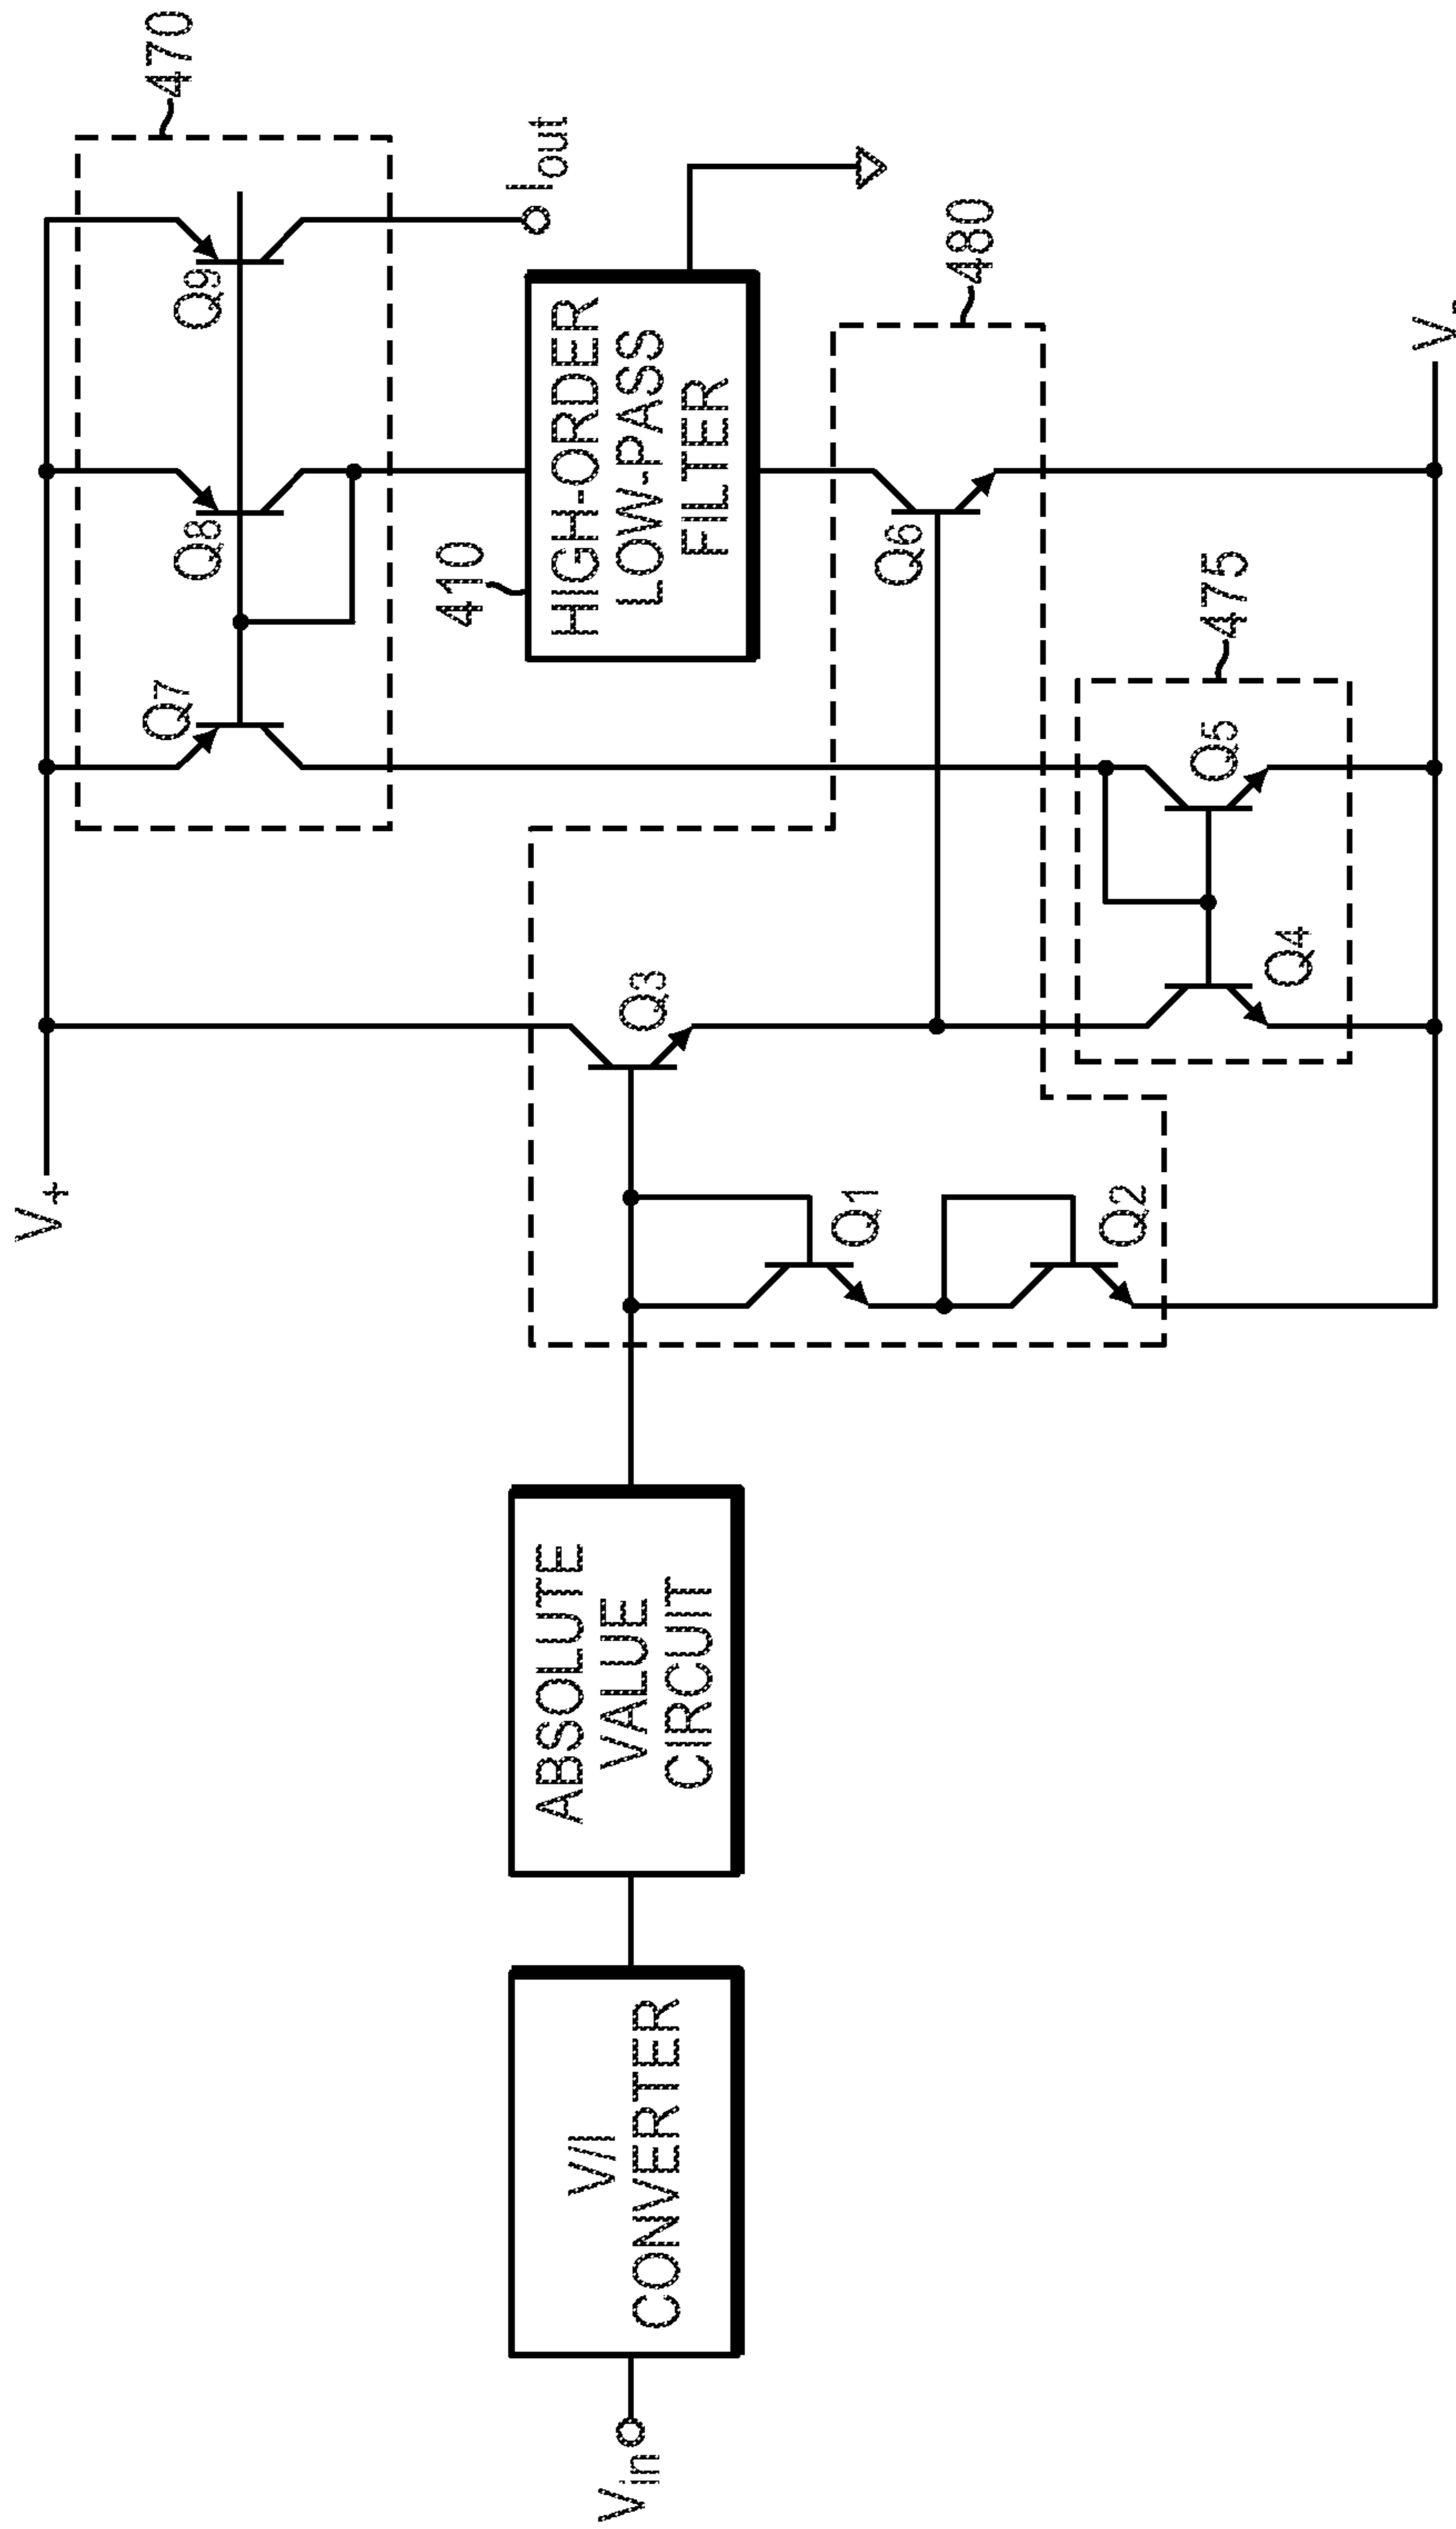 V+
470
Q7
Q8
Q9
Iout
410
HIGH-ORDER
LOW-PASS
FILTER
480
Q3
Q6
475
Q1
Q2
Q4
Q5
Vin
V/I
CONVERTER
ABSOLUTE
VALUE
CIRCUIT